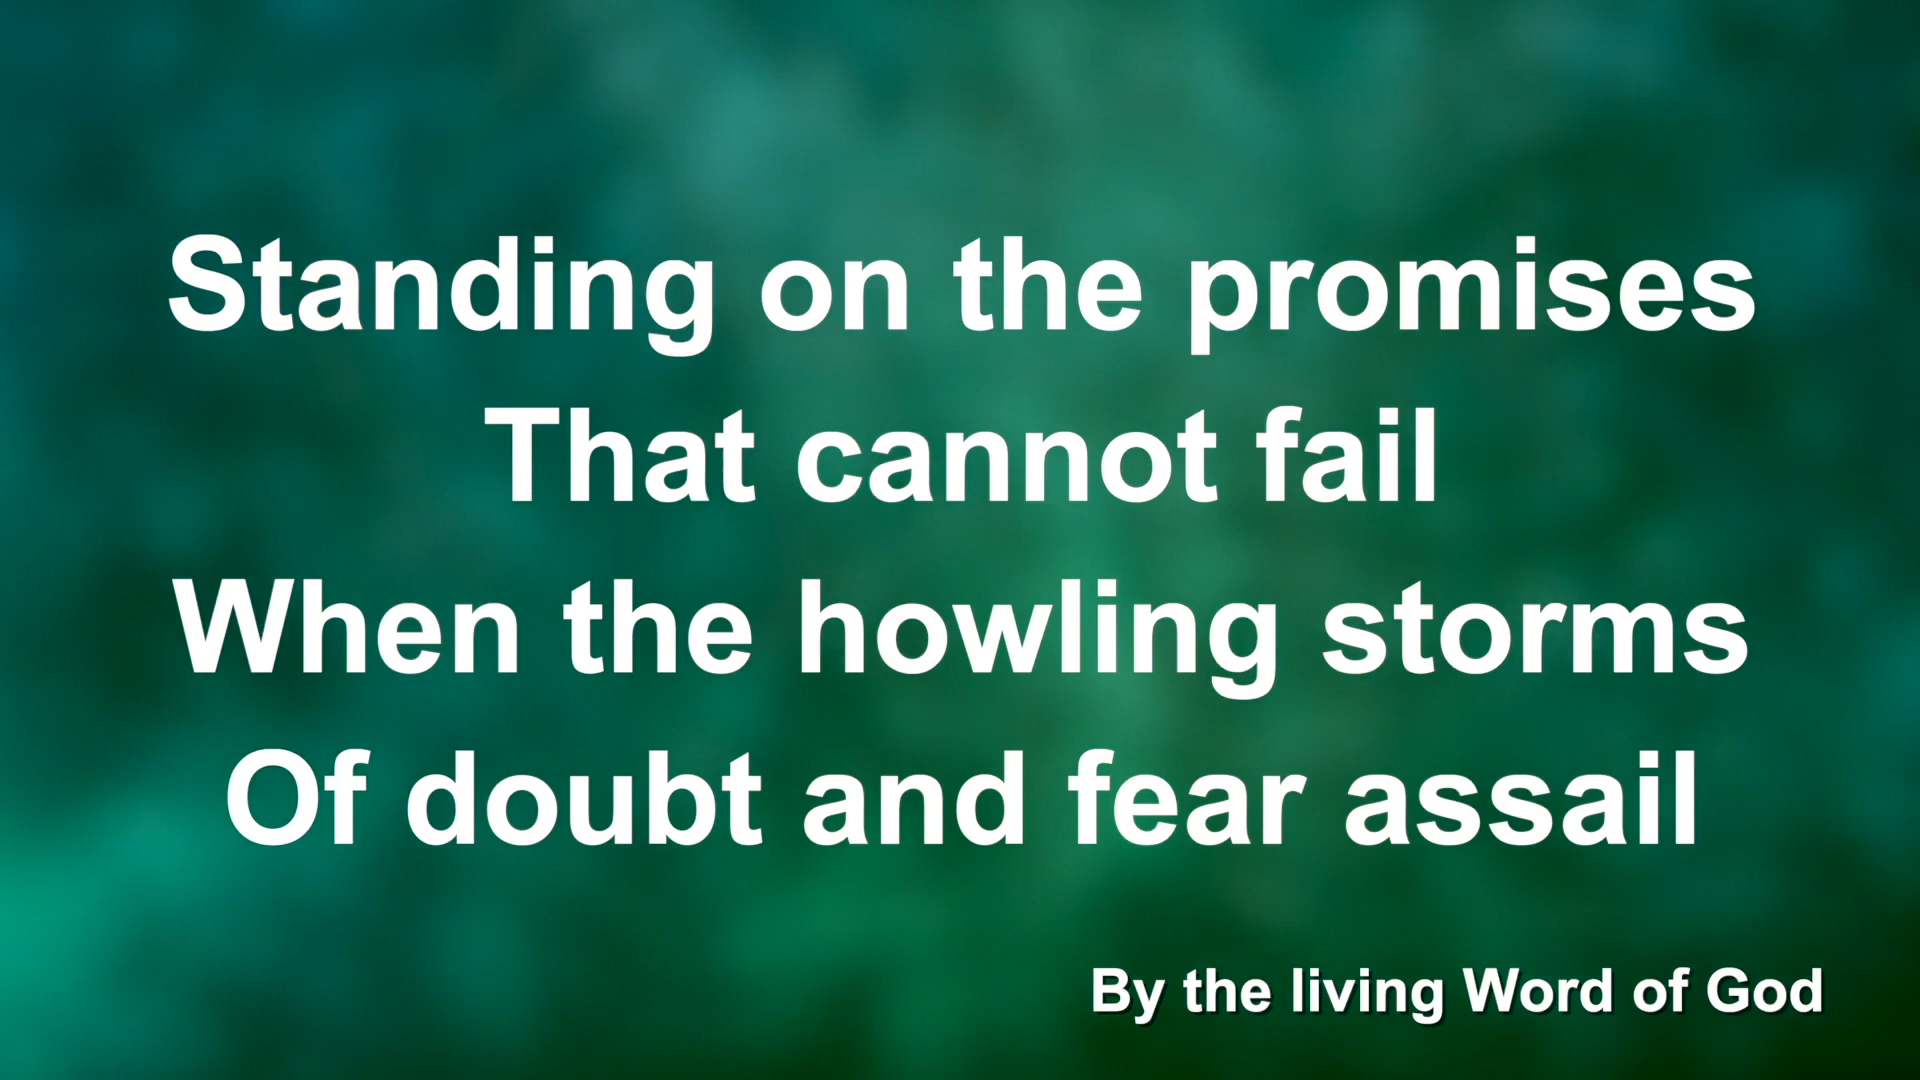 Standing on the promises
That cannot fail
When the howling storms
Of doubt and fear assail
By the living Word of God